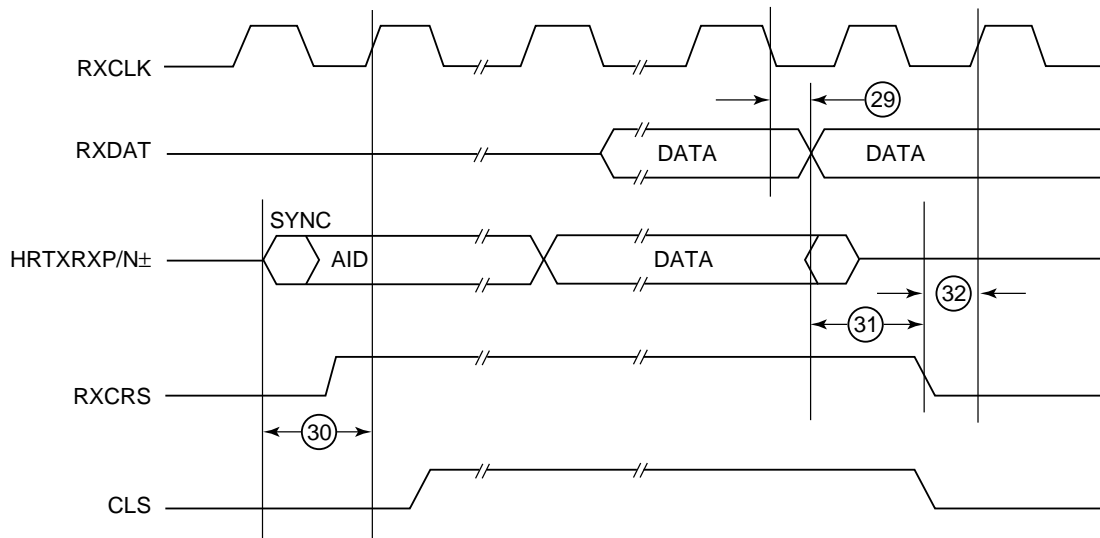 RXCLK
29
RXDAT
DATA
DATA
SYNC
HRTXRXP/N±
AID
DATA
32
31
RXCRS
30
CLS